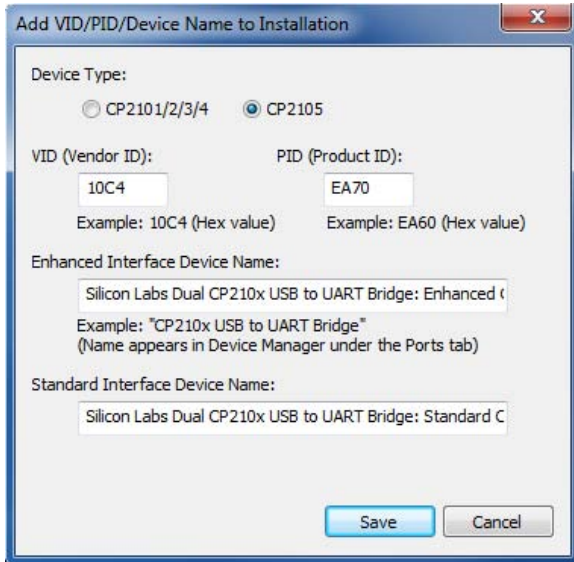 Add VID/PID/Device Name to Installation
Device Type:
CP2101/2/3/4 CP2105
VID (Vendor ID): PID (Product ID):
10C4 EA70
Example: 10C4 (Hex value) Example: EA60 (Hex value)
Enhanced Interface Device Name:
Silicon Labs Dual CP210x USB to UART Bridge: Enhanced
Example: "CP210x USB to UART Bridge"
(Name appears in Device Manager under the Ports tab)
Standard Interface Device Name:
Silicon Labs Dual CP210x USB to UART Bridge: Standard C
Save Cancel